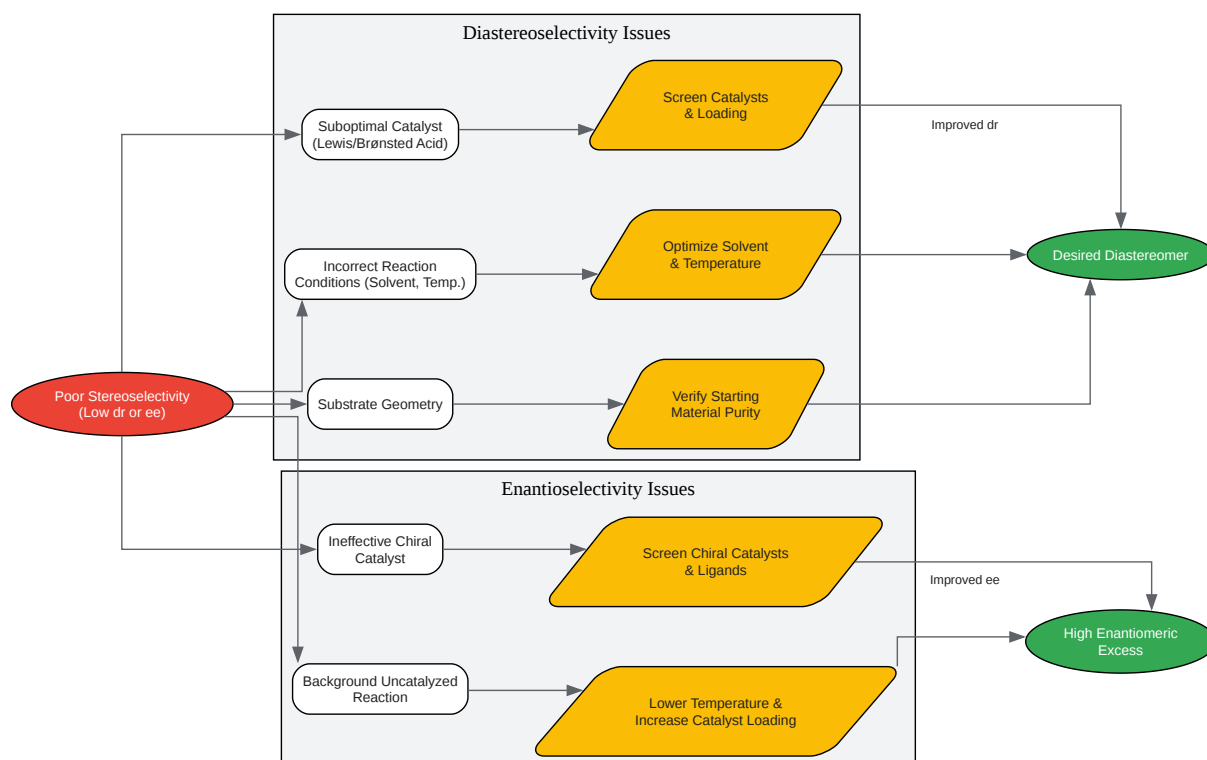 Diastereoselectivity Issues
Suboptimal Catalyst
(Lewis/Brønsted Acid)
Screen Catalysts
& Loading
Improved dr
Incorrect Reaction
Conditions (Solvent, Temp.)
Optimize Solvent
& Temperature
Desired Diastereomer
Poor Stereoselectivity
(Low dr or ee)
Substrate Geometry
Verify Starting
Material Purity
Enantioselectivity Issues
Ineffective Chiral
Catalyst
Screen Chiral Catalysts
& Ligands
Improved ee
High Enantiomeric
Excess
Background Uncatalyzed
Reaction
Lower Temperature &
Increase Catalyst Loading